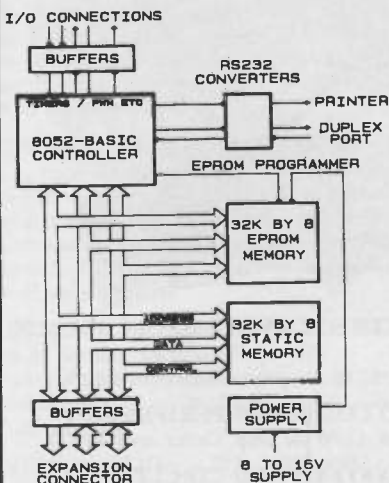 I/O CONNECTIONS
BUFFERS
RS232
CONVERTERS
TIMERS / PWM ETC
8052-BASIC
CONTROLLER
PRINTER
DUPLEX
PORT
EPROM PROGRAMMER
32K BY 8
EPROM
MEMORY
ADDRESS
DATA
CONTROL
32K BY 8
STATIC
MEMORY
BUFFERS
POWER
SUPPLY
EXPANSION
CONNECTOR
8 TO 16V
SUPPLY